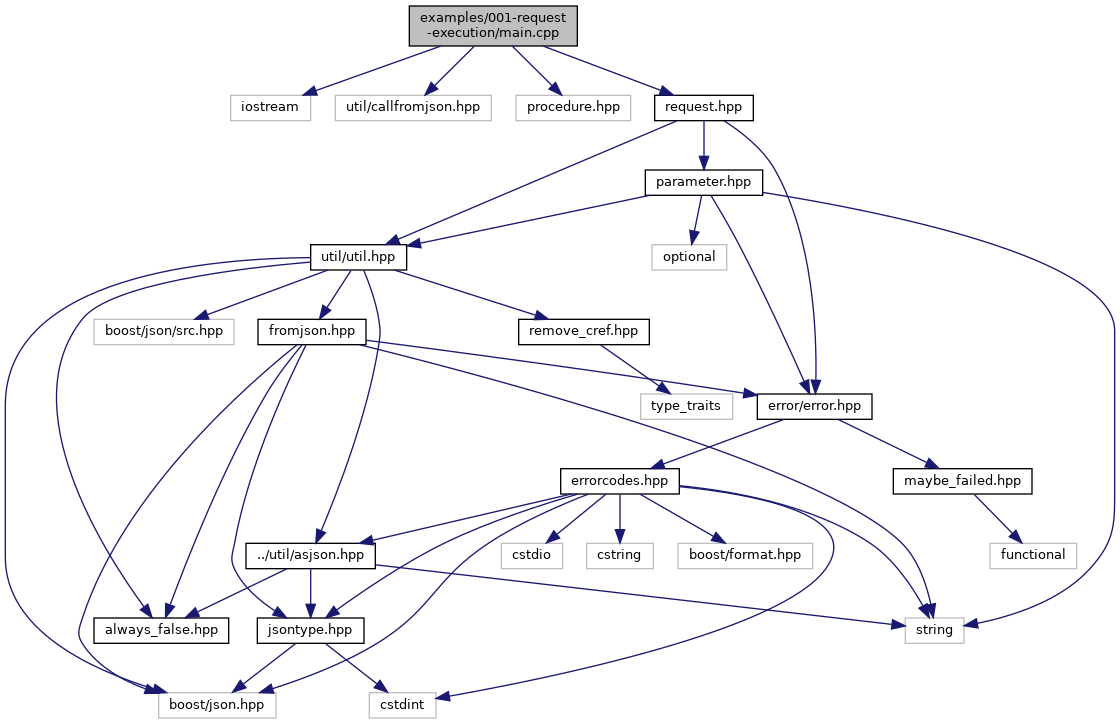 examples/001-request
-execution/main.cpp
iostream
util/callfromjson.hpp
procedure.hpp
request.hpp
parameter.hpp
util/util.hpp
optional
boost/json/src.hpp
fromjson.hpp
remove_cref.hpp
type_traits
error/error.hpp
errorcodes.hpp
maybe_failed.hpp
../util/asjson.hpp
cstdio
cstring
boost/format.hpp
functional
always_false.hpp
jsontype.hpp
string
boost/json.hpp
cstdint